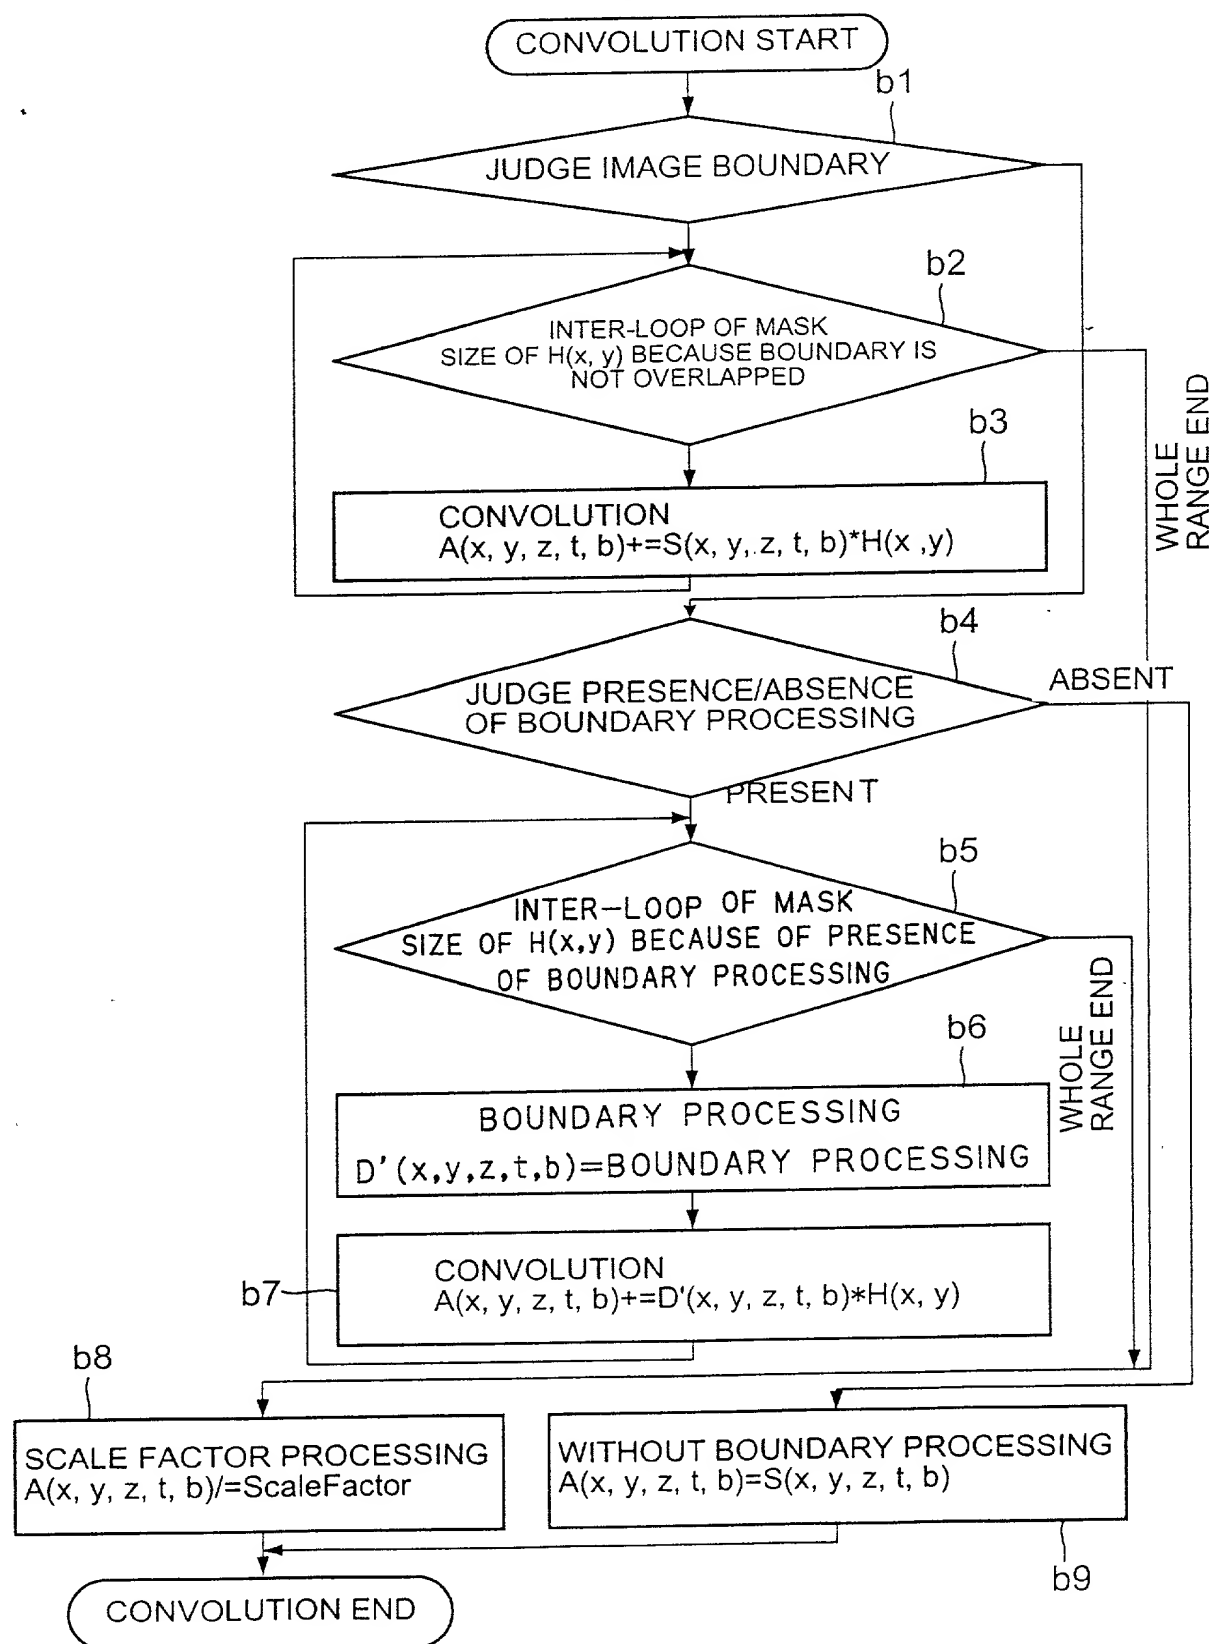 CONVOLUTION START
b1
JUDGE IMAGE BOUNDARY
b2
INTER-LOOP OF MASK
SIZE OF H(x, y) BECAUSE BOUNDARY IS
NOT OVERLAPPED
WHOLE
RANGE END
b3
CONVOLUTION
A(x, y, z, t, b)+=S(x, y, z, t, b)*H(x ,y)
b4
ABSENT
JUDGE PRESENCE/ABSENCE
OF BOUNDARY PROCESSING
PRESENT
b5
INTER-LOOP OF MASK
SIZE OF H(x,y) BECAUSE OF PRESENCE
OF BOUNDARY PROCESSING
WHOLE
RANGE END
b6
BOUNDARY PROCESSING
D'(x,y,z,t,b)=BOUNDARY PROCESSING
b7
CONVOLUTION
A(x, y, z, t, b)+=D'(x, y, z, t, b)*H(x, y)
b8
SCALE FACTOR PROCESSING
A(x, y, z, t, b)/=ScaleFactor
WITHOUT BOUNDARY PROCESSING
A(x, y, z, t, b)=S(x, y, z, t, b)
b9
CONVOLUTION END